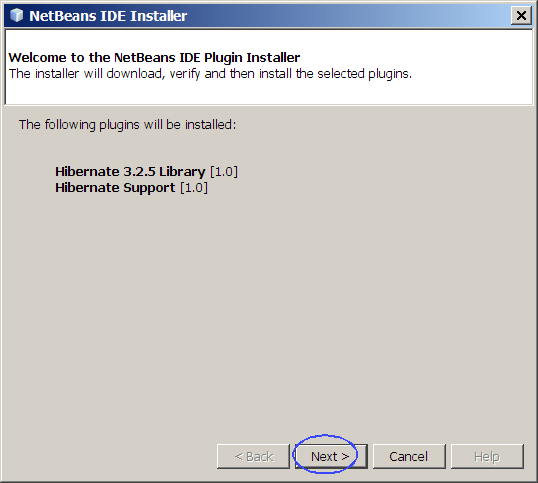 NetBeans IDE Installer
Welcome to the NetBeans IDE Plugin Installer
The installer will download, verify and then install the selected plugins.
The following plugins will be installed:
Hibernate 3.2.5 Library [1.0]
Hibernate Support [1.0]
< Back Next > Cancel Help